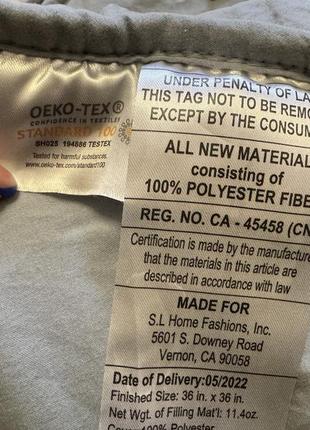 OEKO-TEX®
CONFIDENCE IN TEXTILES
STANDARD 100
SH025 194886 TESTEX
Tested for harmful substances.
www.oeko-tex.com/standard100
UNDER PENALTY OF LA
THIS TAG NOT TO BE REMO
EXCEPT BY THE CONSUM
ALL NEW MATERIAL
consisting of
100% POLYESTER FIBE
REG. NO. CA - 45458 (CN
Certification is made by the manufacture
that the materials in this article are
described in accordance with law
MADE FOR
S.L Home Fashions, Inc.
5601 S. Downey Road
Vernon, CA 90058
Date of Delivery:05/2022
Finished Size: 36 in. x 36 in.
Net Wgt. of Filling Mat'l: 11.4oz.
100% Polyester